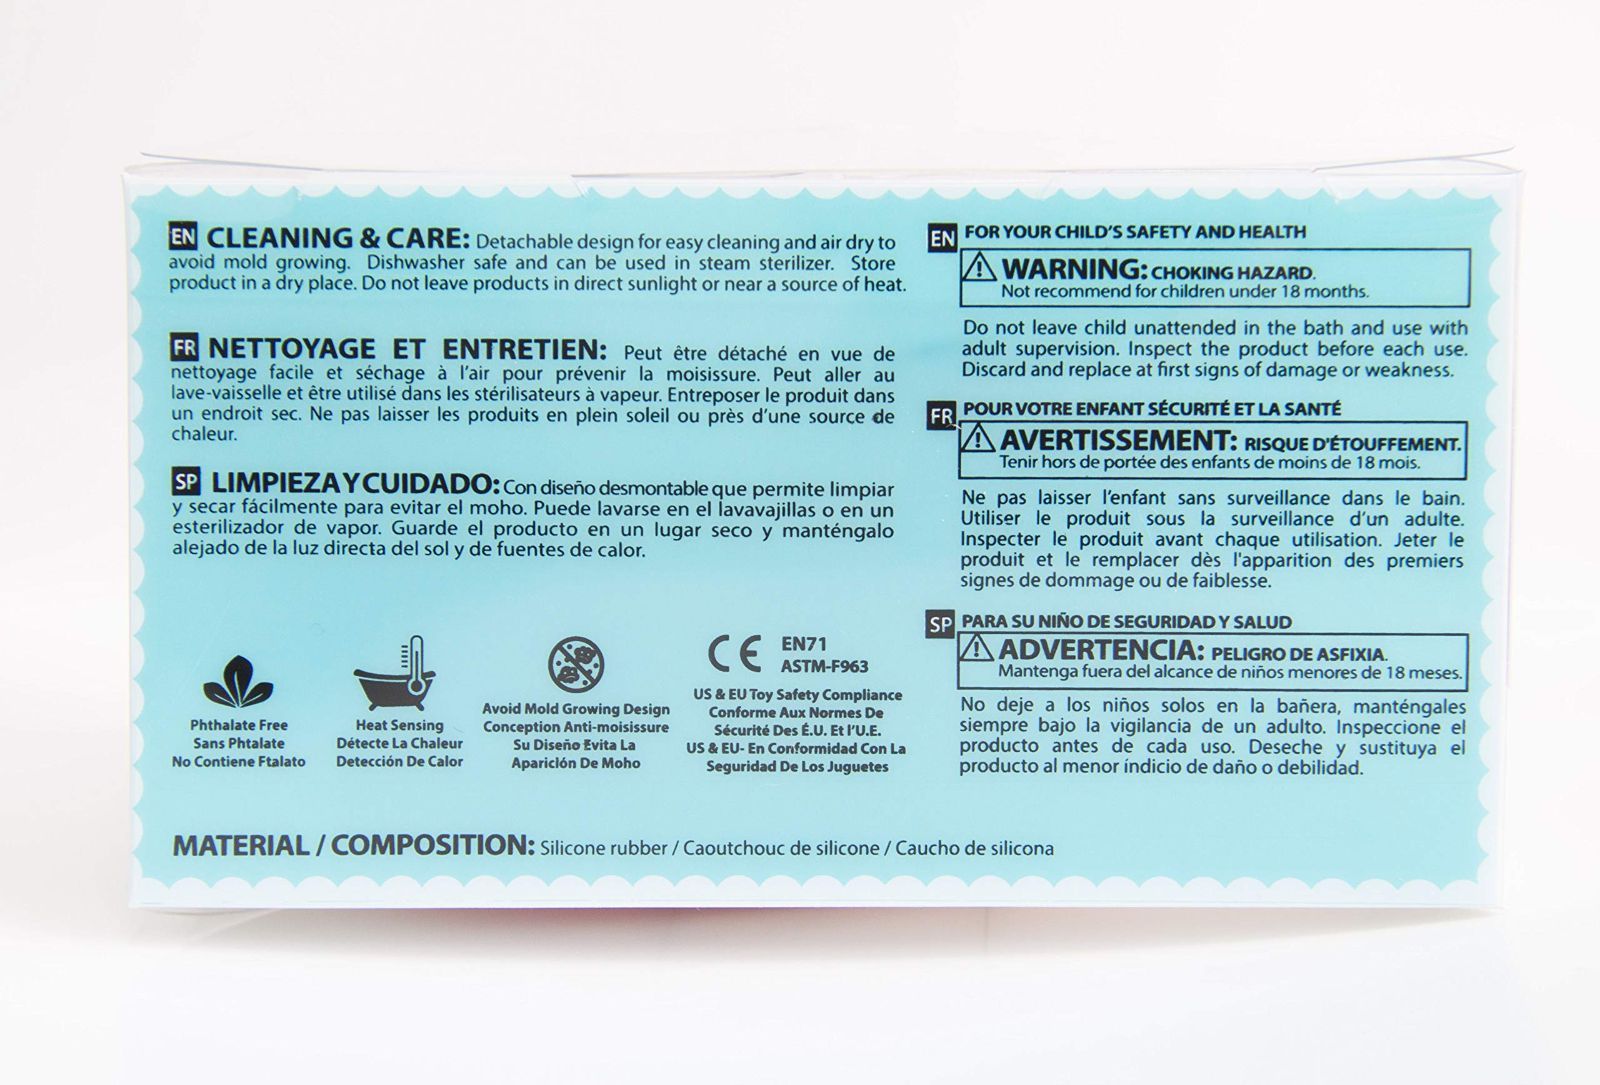 EN CLEANING & CARE: Detachable design for easy cleaning and air dry to
avoid mold growing. Dishwasher safe and can be used in steam sterilizer. Store
product in a dry place. Do not leave products in direct sunlight or near a source of heat.
FR NETTOYAGE ET ENTRETIEN: Peut être détaché en vue de
nettoyage facile et séchage à l'air pour prévenir la moisissure. Peut aller au
lave-vaisselle et être utilisé dans les stérilisateurs à vapeur. Entreposer le produit dans
un endroit sec. Ne pas laisser les produits en plein soleil ou près d'une source de
chaleur.
SP LIMPIEZA Y CUIDADO: Con diseño desmontable que permite limpiar
y secar fácilmente para evitar el moho. Puede lavarse en el lavavajillas o en un
esterilizador de vapor. Guarde el producto en un lugar seco y manténgalo
alejado de la luz directa del sol y de fuentes de calor.
Phthalate Free
Sans Phtalate
No Contiene Ftalato
Heat Sensing
Détecte La Chaleur
Detección De Calor
Avoid Mold Growing Design
Conception Anti-moisissure
Su Diseño Evita La
Aparición De Moho
CE EN71
ASTM-F963
US & EU Toy Safety Compliance
Conforme Aux Normes De
Sécurité Des É.U. Et l'U.E.
US & EU- En Conformidad Con La
Seguridad De Los Juguetes
EN FOR YOUR CHILD'S SAFETY AND HEALTH
WARNING: CHOKING HAZARD.
Not recommend for children under 18 months.
Do not leave child unattended in the bath and use with
adult supervision. Inspect the product before each use.
Discard and replace at first signs of damage or weakness.
FR POUR VOTRE ENFANT SÉCURITÉ ET LA SANTÉ
AVERTISSEMENT: RISQUE D'ÉTOUFFEMENT.
Tenir hors de portée des enfants de moins de 18 mois.
Ne pas laisser l'enfant sans surveillance dans le bain.
Utiliser le produit sous la surveillance d'un adulte.
Inspecter le produit avant chaque utilisation. Jeter le
produit et le remplacer dès l'apparition des premiers
signes de dommage ou de faiblesse.
SP PARA SU NIÑO DE SEGURIDAD Y SALUD
ADVERTENCIA: PELIGRO DE ASFIXIA.
Mantenga fuera del alcance de niños menores de 18 meses.
No deje a los niños solos en la bañera, manténgales
siempre bajo la vigilancia de un adulto. Inspeccione el
producto antes de cada uso. Deseche y sustituya el
producto al menor índicio de daño o debilidad.
MATERIAL / COMPOSITION: Silicone rubber / Caoutchouc de silicone / Caucho de silicona